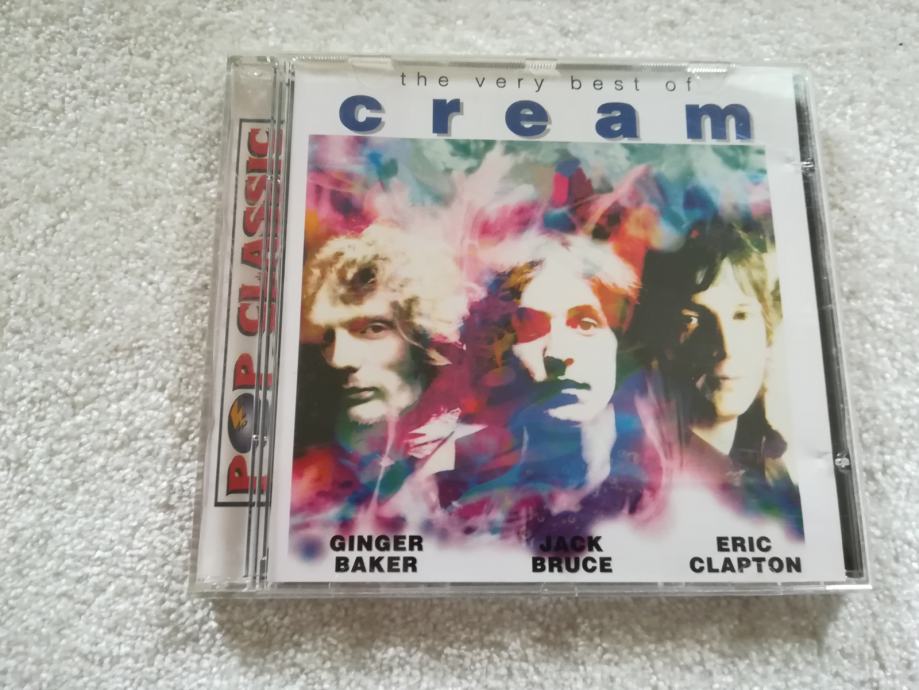 the very best of
cream
POP CLASSIC
GINGER
BAKER
JACK
BRUCE
ERIC
CLAPTON